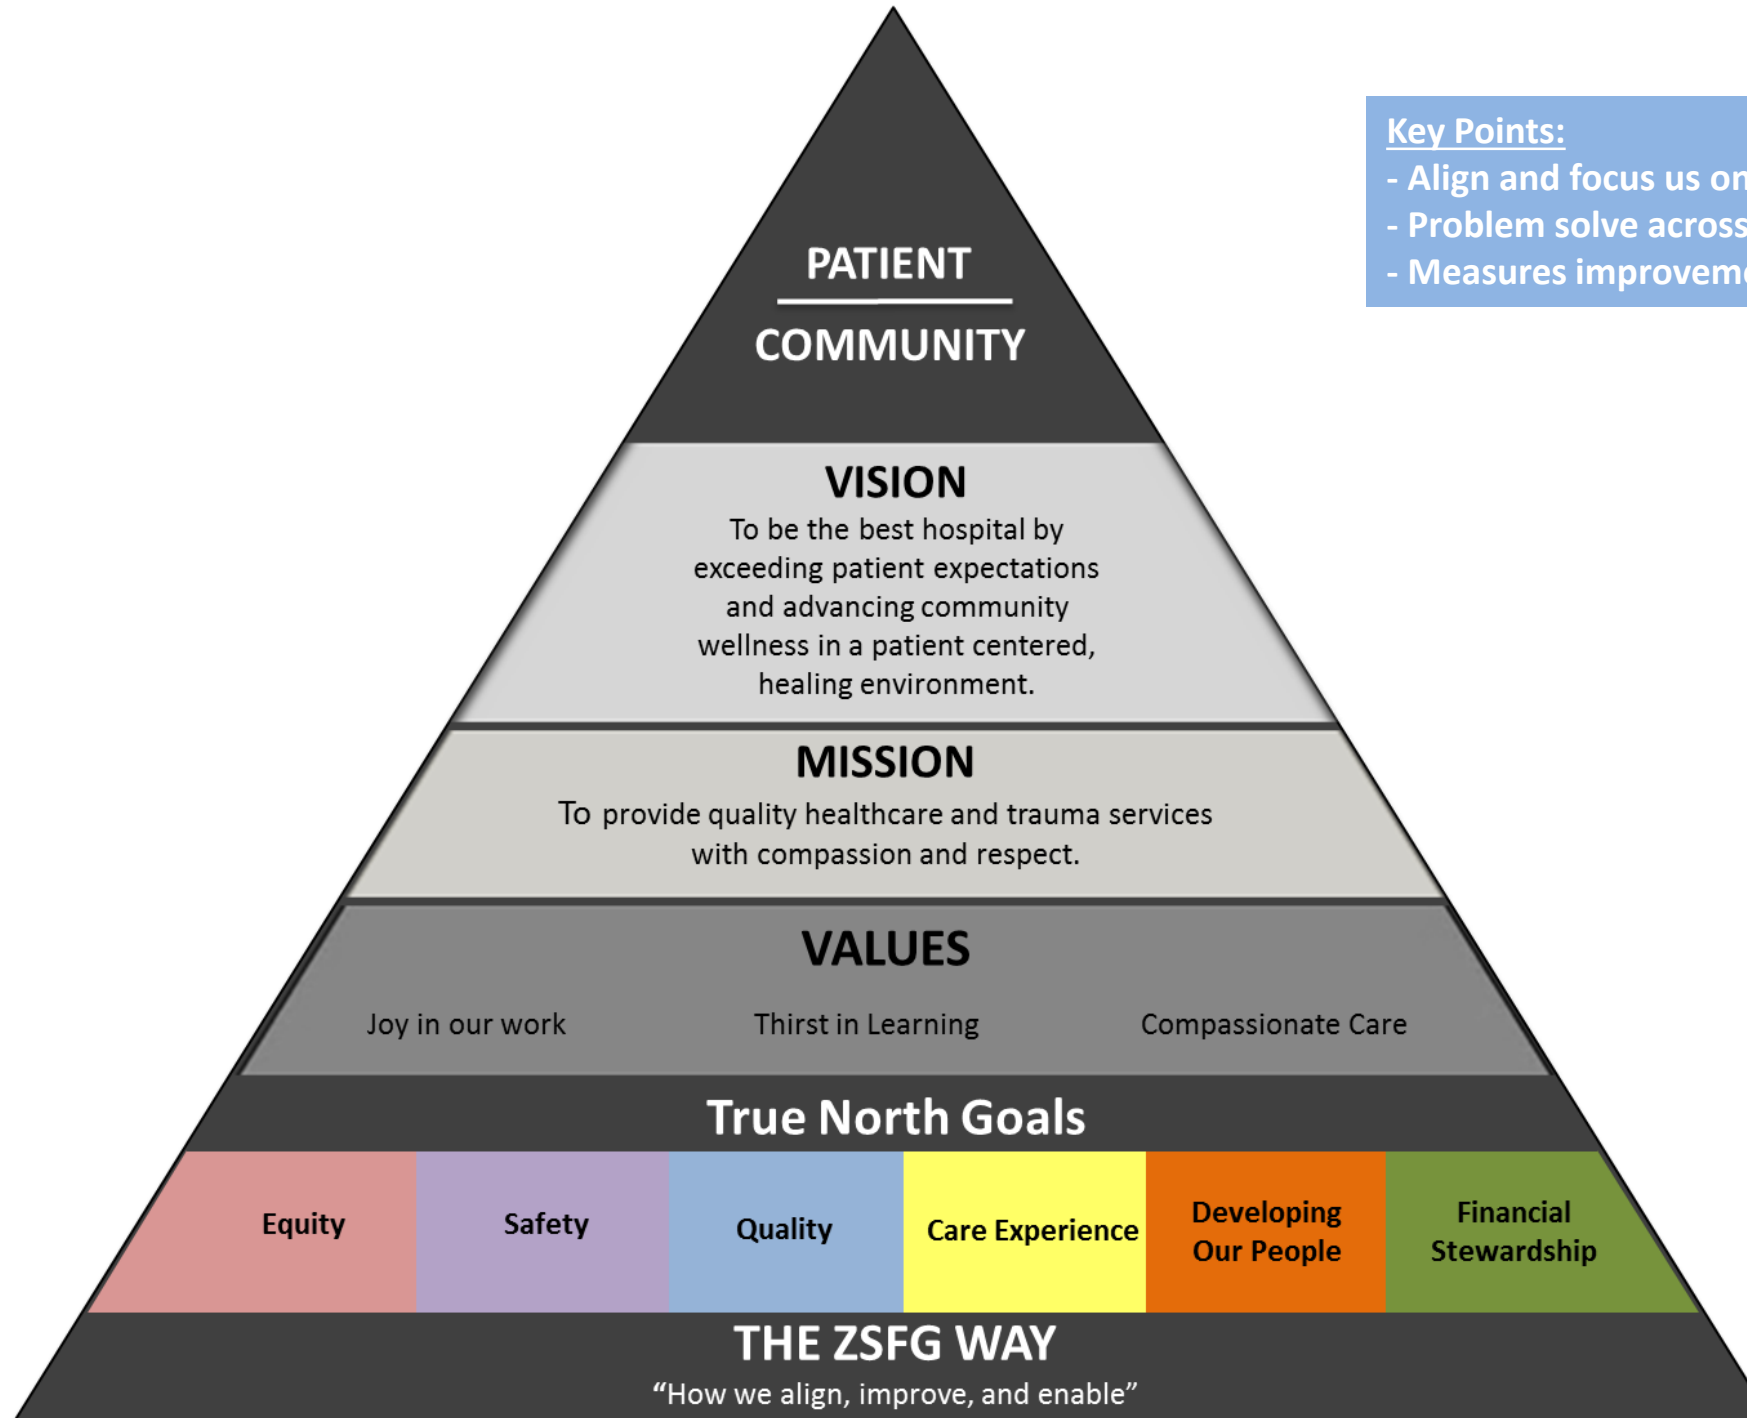 PATIENT
COMMUNITY
Key Points:
- Align and focus us on
- Problem solve across
- Measures
VISION
To be the best hospital by
exceeding patient expectations
and advancing community
wellness in a patient centered,
healing environment.
MISSION
To provide quality healthcare and trauma services
with compassion and respect.
VALUES
Joy in our work
Thirst in Learning
Compassionate Care
True North Goals
Equity
Safety
Quality
Care Experience
Developing
Our People
Financial
Stewardship
THE ZSFG WAY
“How we align, improve, and enable”